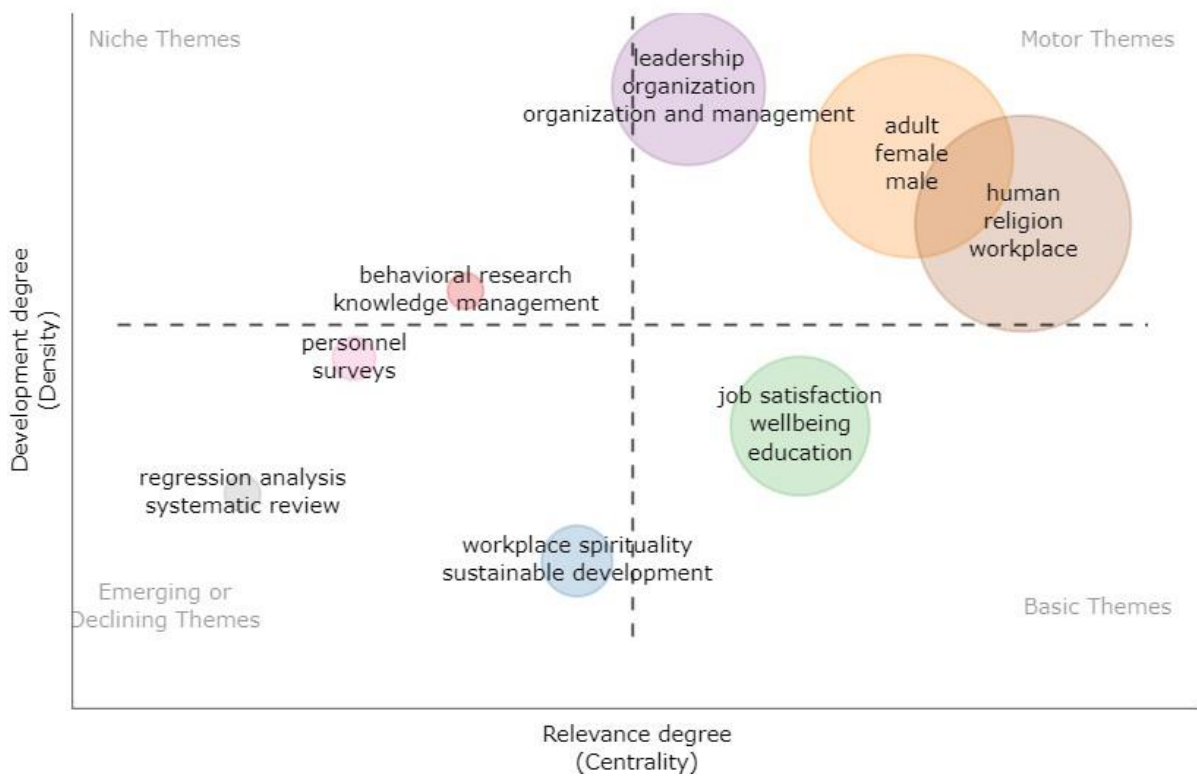 Niche Themes
Motor Themes
leadership
organization
organization and management
adult
female
male
human
religion
workplace
behavioral research
knowledge management
personnel
surveys
job satisfaction
wellbeing
education
regression analysis
systematic review
workplace spirituality
sustainable development
Emerging or
Declining Themes
Basic Themes
Development degree
(Density)
Relevance degree
(Centrality)